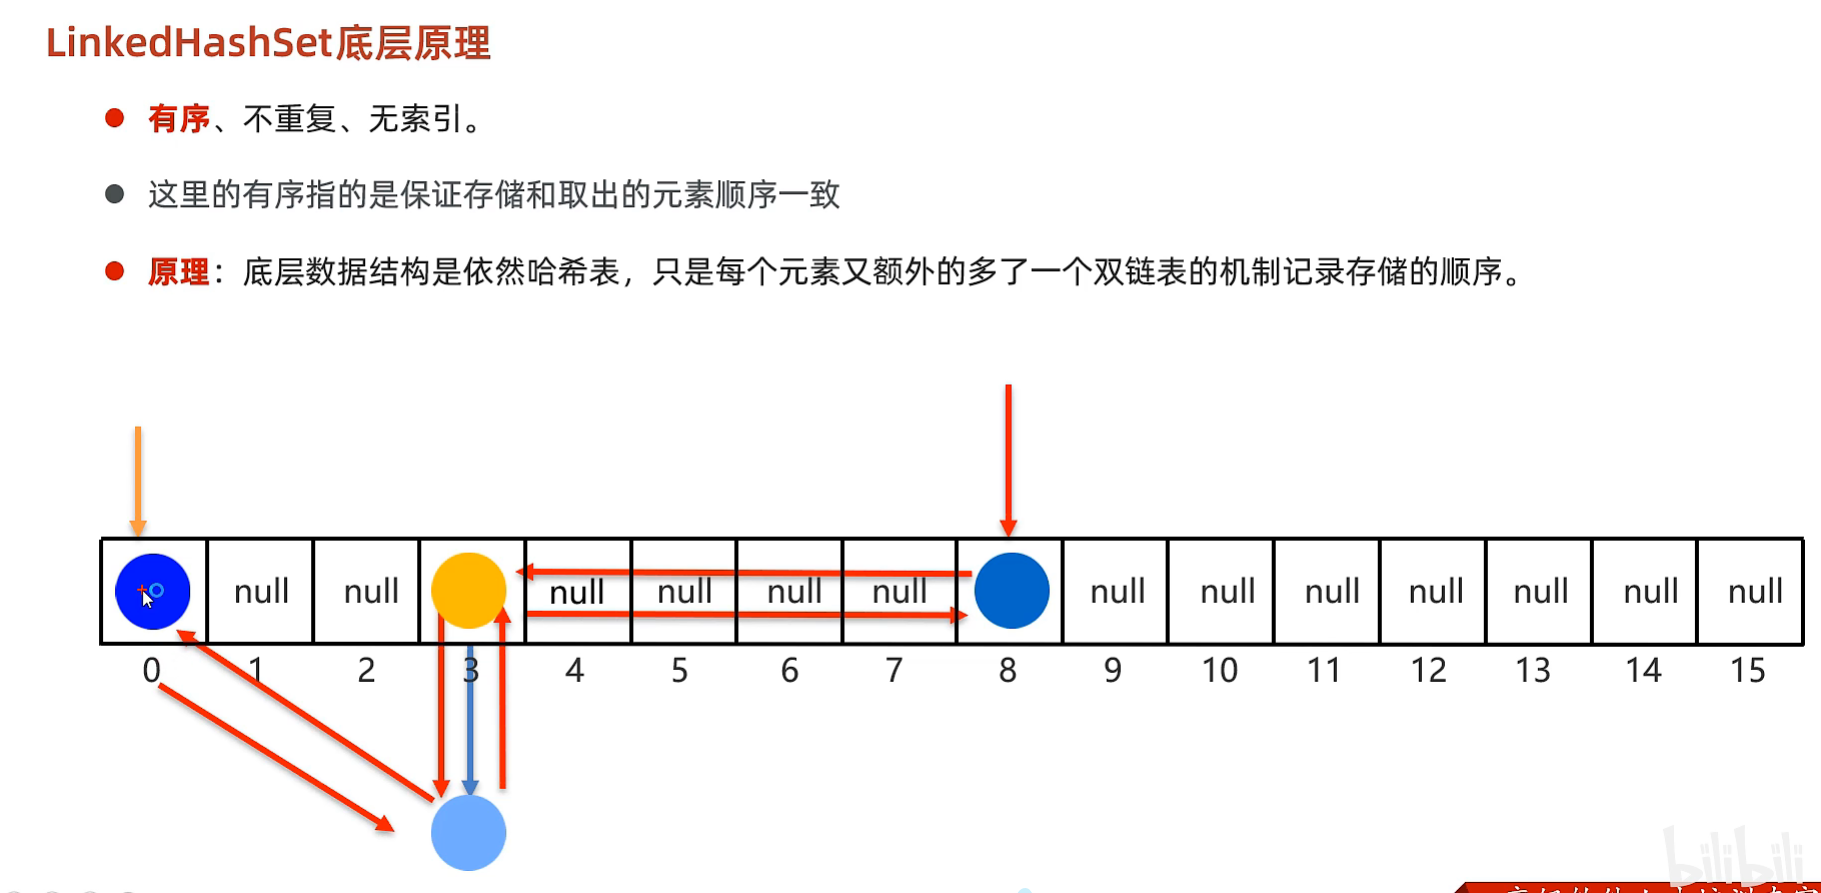 LinkedHashSet底层原理
有序、不重复、无索引。
这里的有序指的是保证存储和取出的元素顺序一致
原理：底层数据结构是依然哈希表，只是每个元素又额外的多了一个双链表的机制记录存储的顺序。
null null null null null null null null null null null null null
0 1 2 3 4 5 6 7 8 9 10 11 12 13 14 15
bilibili